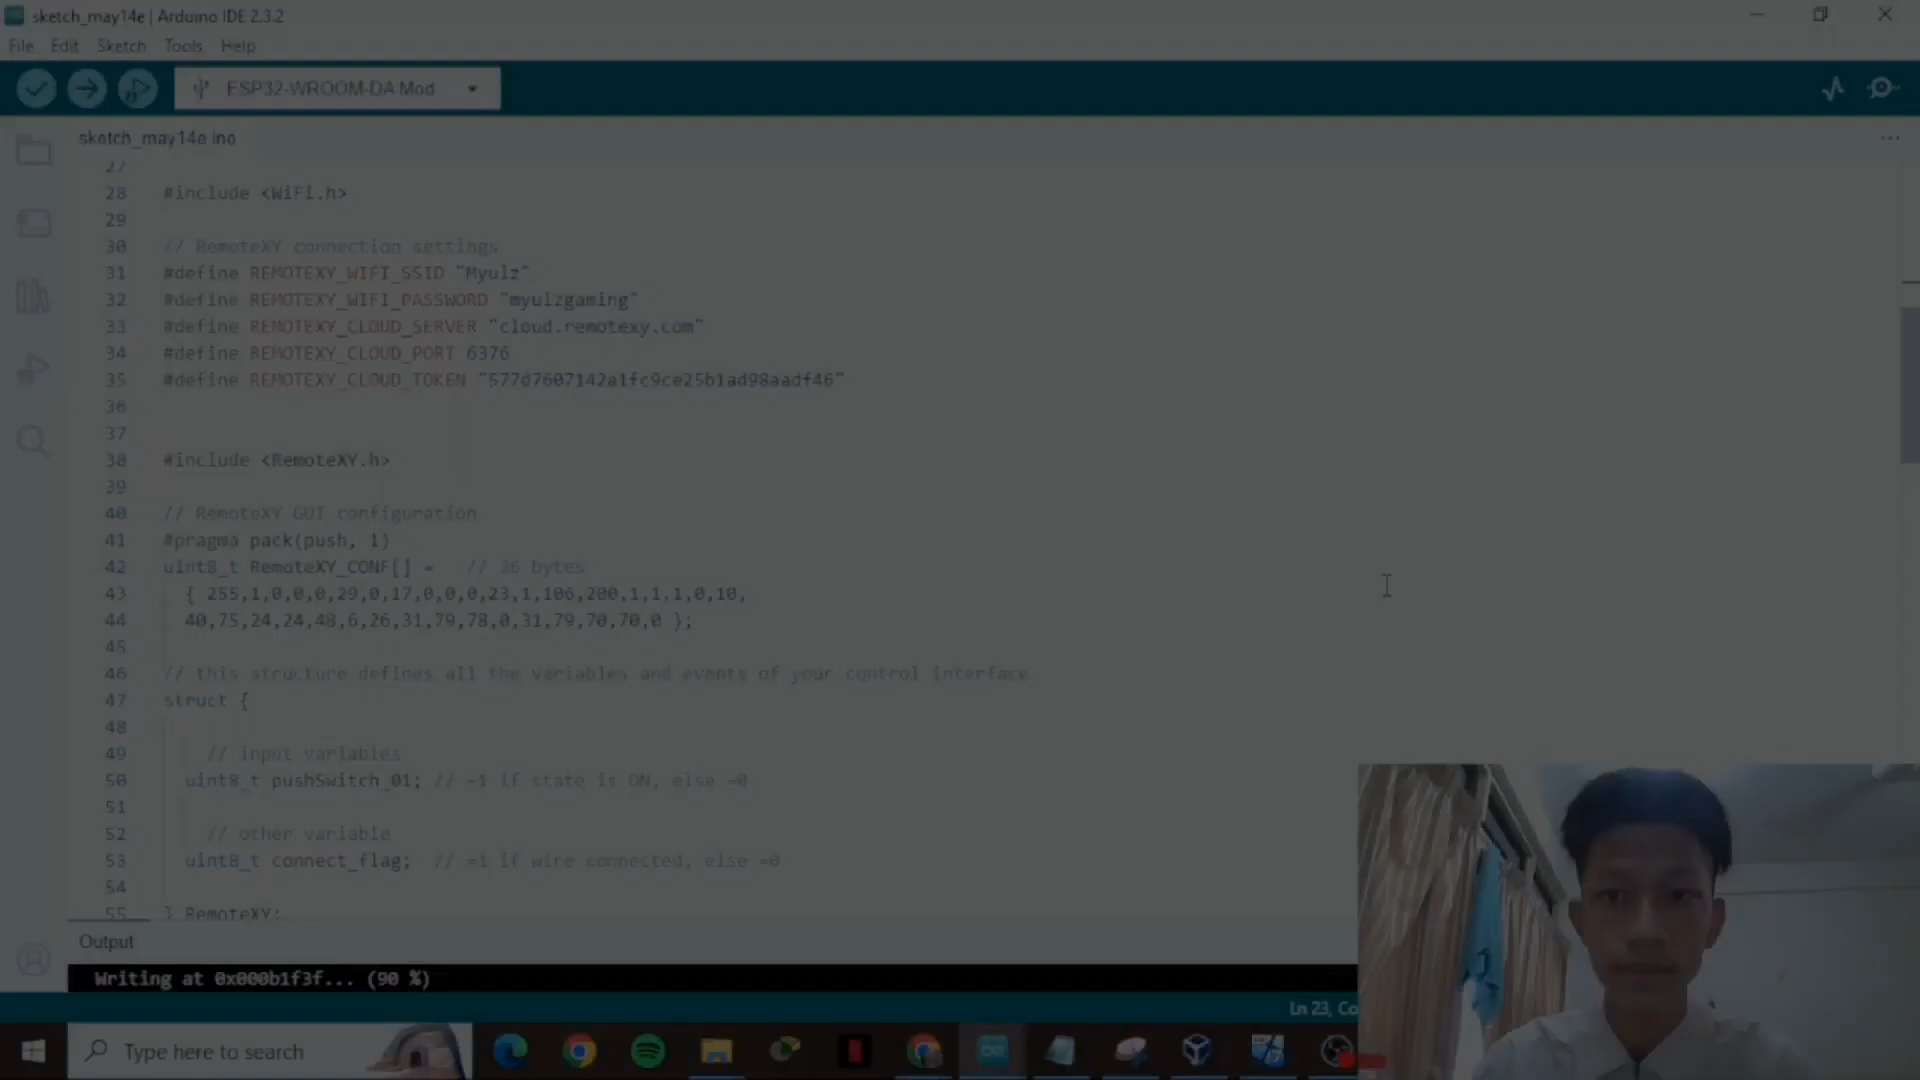 sketch_may14e | Arduino IDE 2.3.2
File Edit Sketch Tools Help
ESP32-WROOM-DA Mod
sketch_may14e.ino
27
28 #include <WiFi.h>
29
30 // RemoteXY connection settings
31 #define REMOTEXY_WIFI_SSID "Myulz"
32 #define REMOTEXY_WIFI_PASSWORD "myulzgaming"
33 #define REMOTEXY_CLOUD_SERVER "cloud.remotexy.com"
34 #define REMOTEXY_CLOUD_PORT 6376
35 #define REMOTEXY_CLOUD_TOKEN "577d7607142a1fc9ce25b1ad98aadf46"
36
37
38 #include <RemoteXY.h>
39
40 // RemoteXY GUI configuration
41 #pragma pack(push, 1)
42 uint8_t RemoteXY_CONF[] = // 36 bytes
43 { 255,1,0,0,0,29,0,17,0,0,0,23,1,106,200,1,1,1,0,10,
44 40,75,24,24,48,6,26,31,79,78,0,31,79,70,70,0 };
45
46 // this structure defines all the variables and events of your control interface
47 struct {
48
49 // input variables
50 uint8_t pushSwitch_01; // =1 if state is ON, else =0
51
52 // other variable
53 uint8_t connect_flag; // =1 if wire connected, else =0
54
55 } RemoteXY;
Output
Writing at 0x000b1f3f... (90 %)
Ln 23, Co
Type here to search